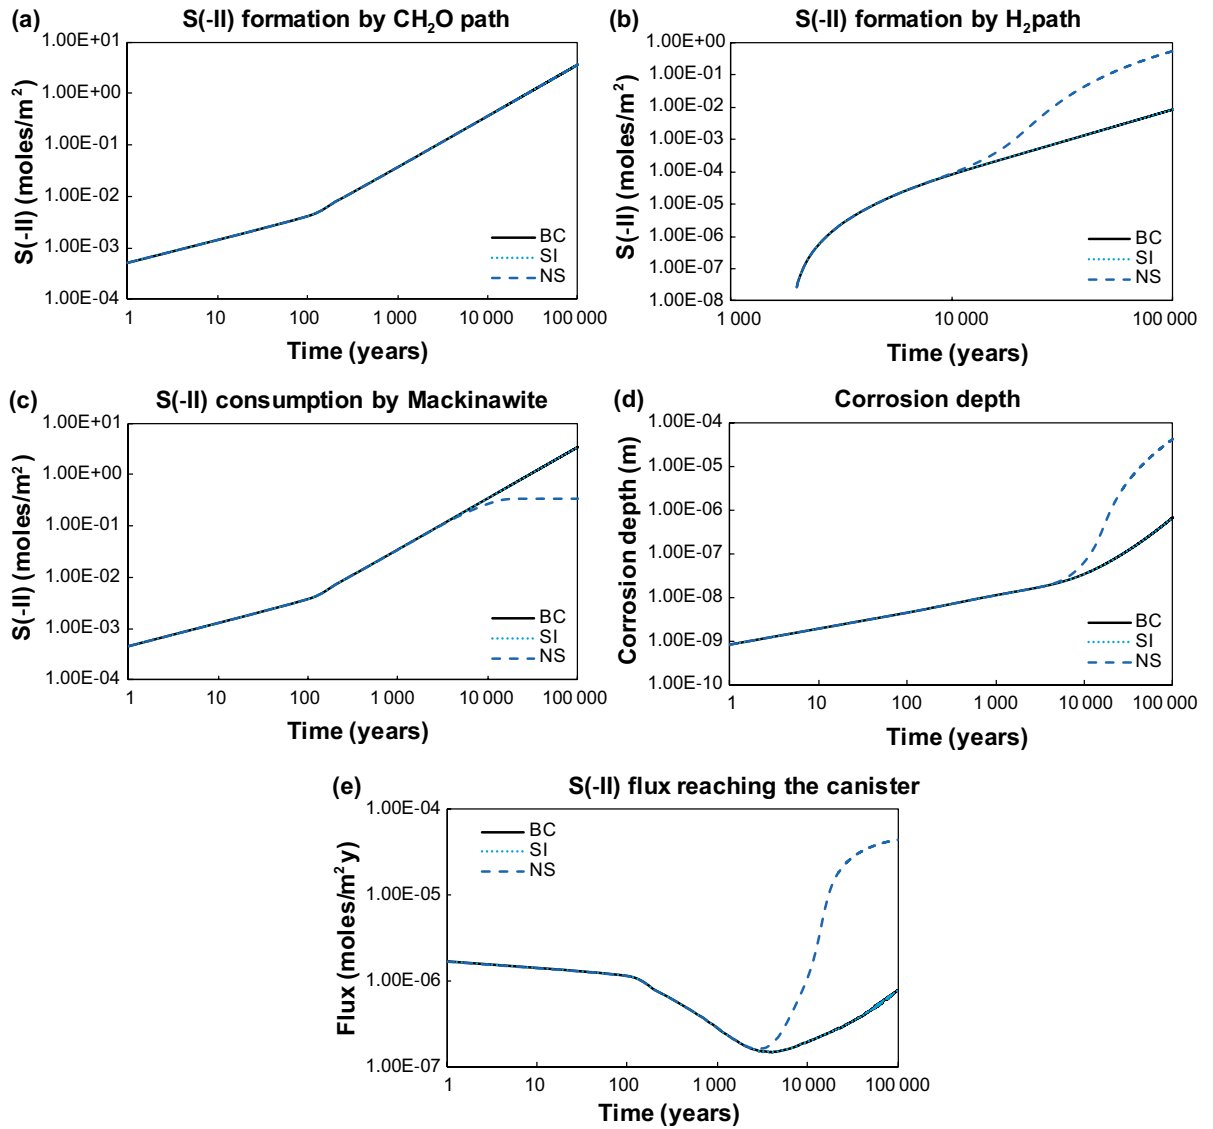 (a) S(-II) formation by CH₂O path
1.00E+01
1.00E+00
1.00E-01
1.00E-02
1.00E-03
1.00E-04
S(-II) (moles/m²)
BC
SI
NS
1 10 100 1 000 10 000 100 000
Time (years)
(b) S(-II) formation by H₂path
1.00E+00
1.00E-01
1.00E-02
1.00E-03
1.00E-04
1.00E-05
1.00E-06
1.00E-07
1.00E-08
S(-II) (moles/m²)
BC
SI
NS
1 000 10 000 100 000
Time (years)
(c) S(-II) consumption by Mackinawite
1.00E+01
1.00E+00
1.00E-01
1.00E-02
1.00E-03
1.00E-04
S(-II) (moles/m²)
BC
SI
NS
1 10 100 1 000 10 000 100 000
Time (years)
(d) Corrosion depth
1.00E-04
1.00E-05
1.00E-06
1.00E-07
1.00E-08
1.00E-09
1.00E-10
Corrosion depth (m)
BC
SI
NS
1 10 100 1 000 10 000 100 000
Time (years)
(e) S(-II) flux reaching the canister
1.00E-04
1.00E-05
1.00E-06
1.00E-07
Flux (moles/m²y)
BC
SI
NS
1 10 100 1 000 10 000 100 000
Time (years)